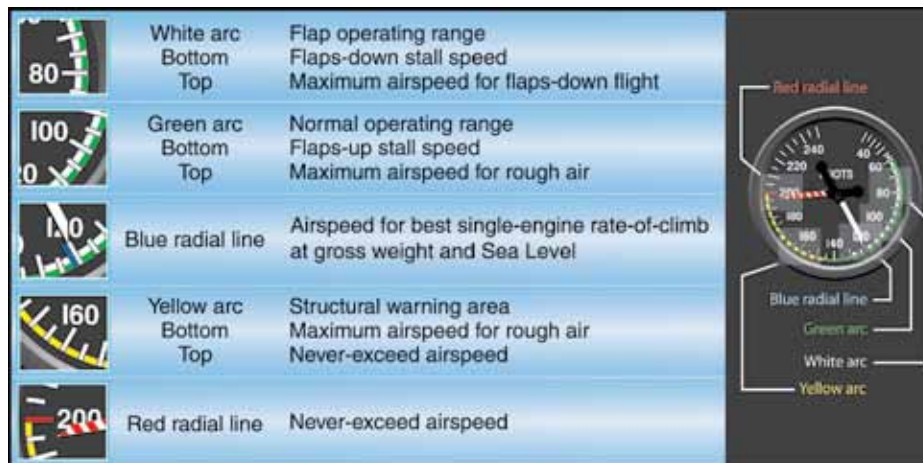 80
White arc Flap operating range
Bottom Flaps-down stall speed
Top Maximum airspeed for flaps-down flight
100
Green arc Normal operating range
Bottom Flaps-up stall speed
Top Maximum airspeed for rough air
120
Blue radial line Airspeed for best single-engine rate-of-climb
at gross weight and Sea Level
160
Yellow arc Structural warning area
Bottom Maximum airspeed for rough air
Top Never-exceed airspeed
200
Red radial line Never-exceed airspeed
Red radial line
240 40
220 60
200 80
180 100
160 140
Blue radial line
Green arc
White arc
Yellow arc